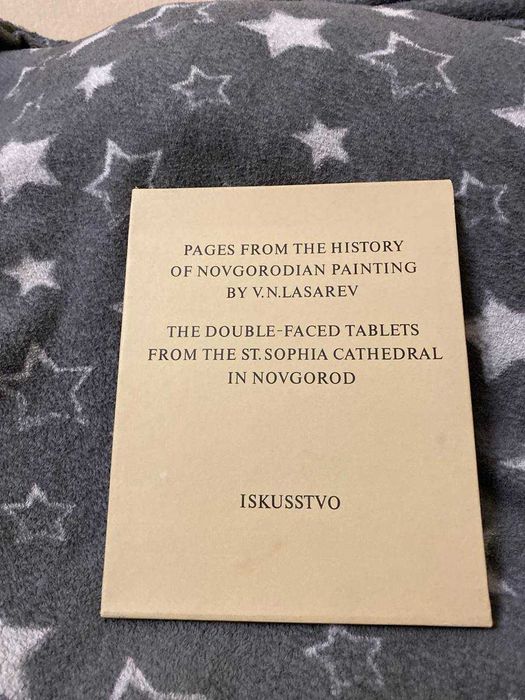 PAGES FROM THE HISTORY
OF NOVGORODIAN PAINTING
BY V.N.LASAREV
THE DOUBLE-FACED TABLETS
FROM THE ST. SOPHIA CATHEDRAL
IN NOVGOROD
ISKUSSTVO